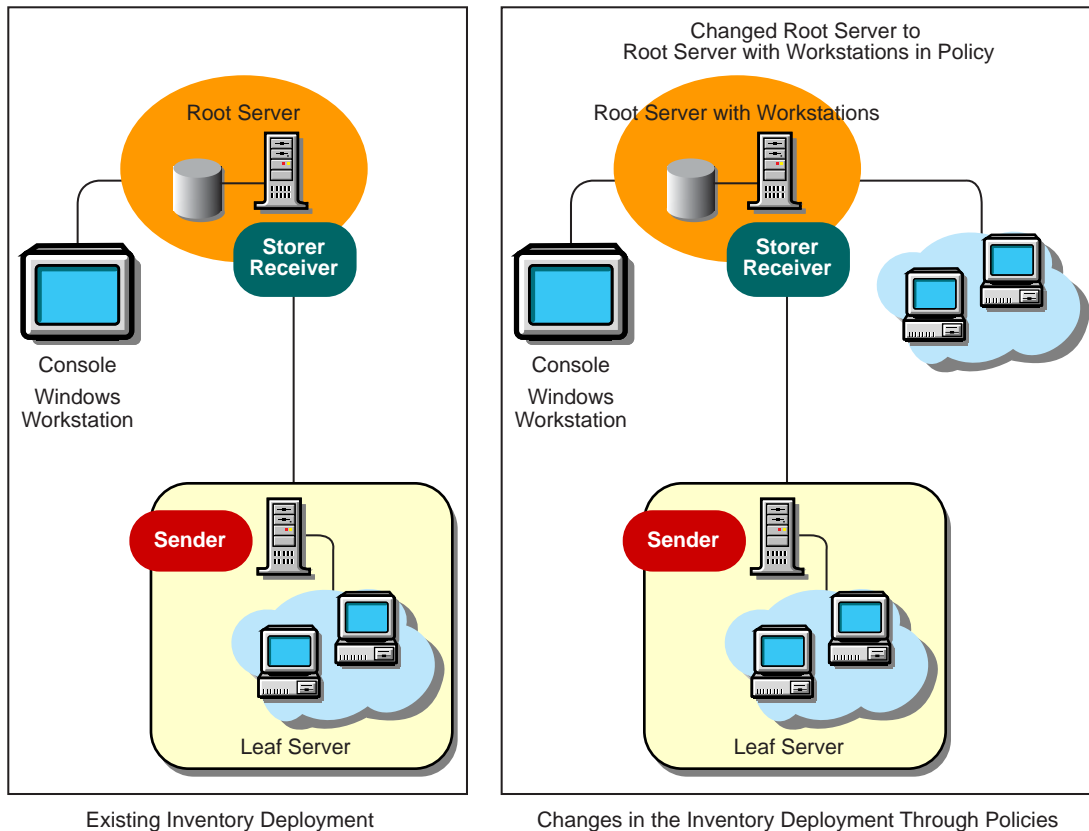 Root Server
Storer
Receiver
Console
Windows
Workstation
Sender
Leaf Server
Existing Inventory Deployment
Changed Root Server to
Root Server with Workstations in Policy
Root Server with Workstations
Storer
Receiver
Console
Windows
Workstation
Sender
Leaf Server
Changes in the Inventory Deployment Through Policies